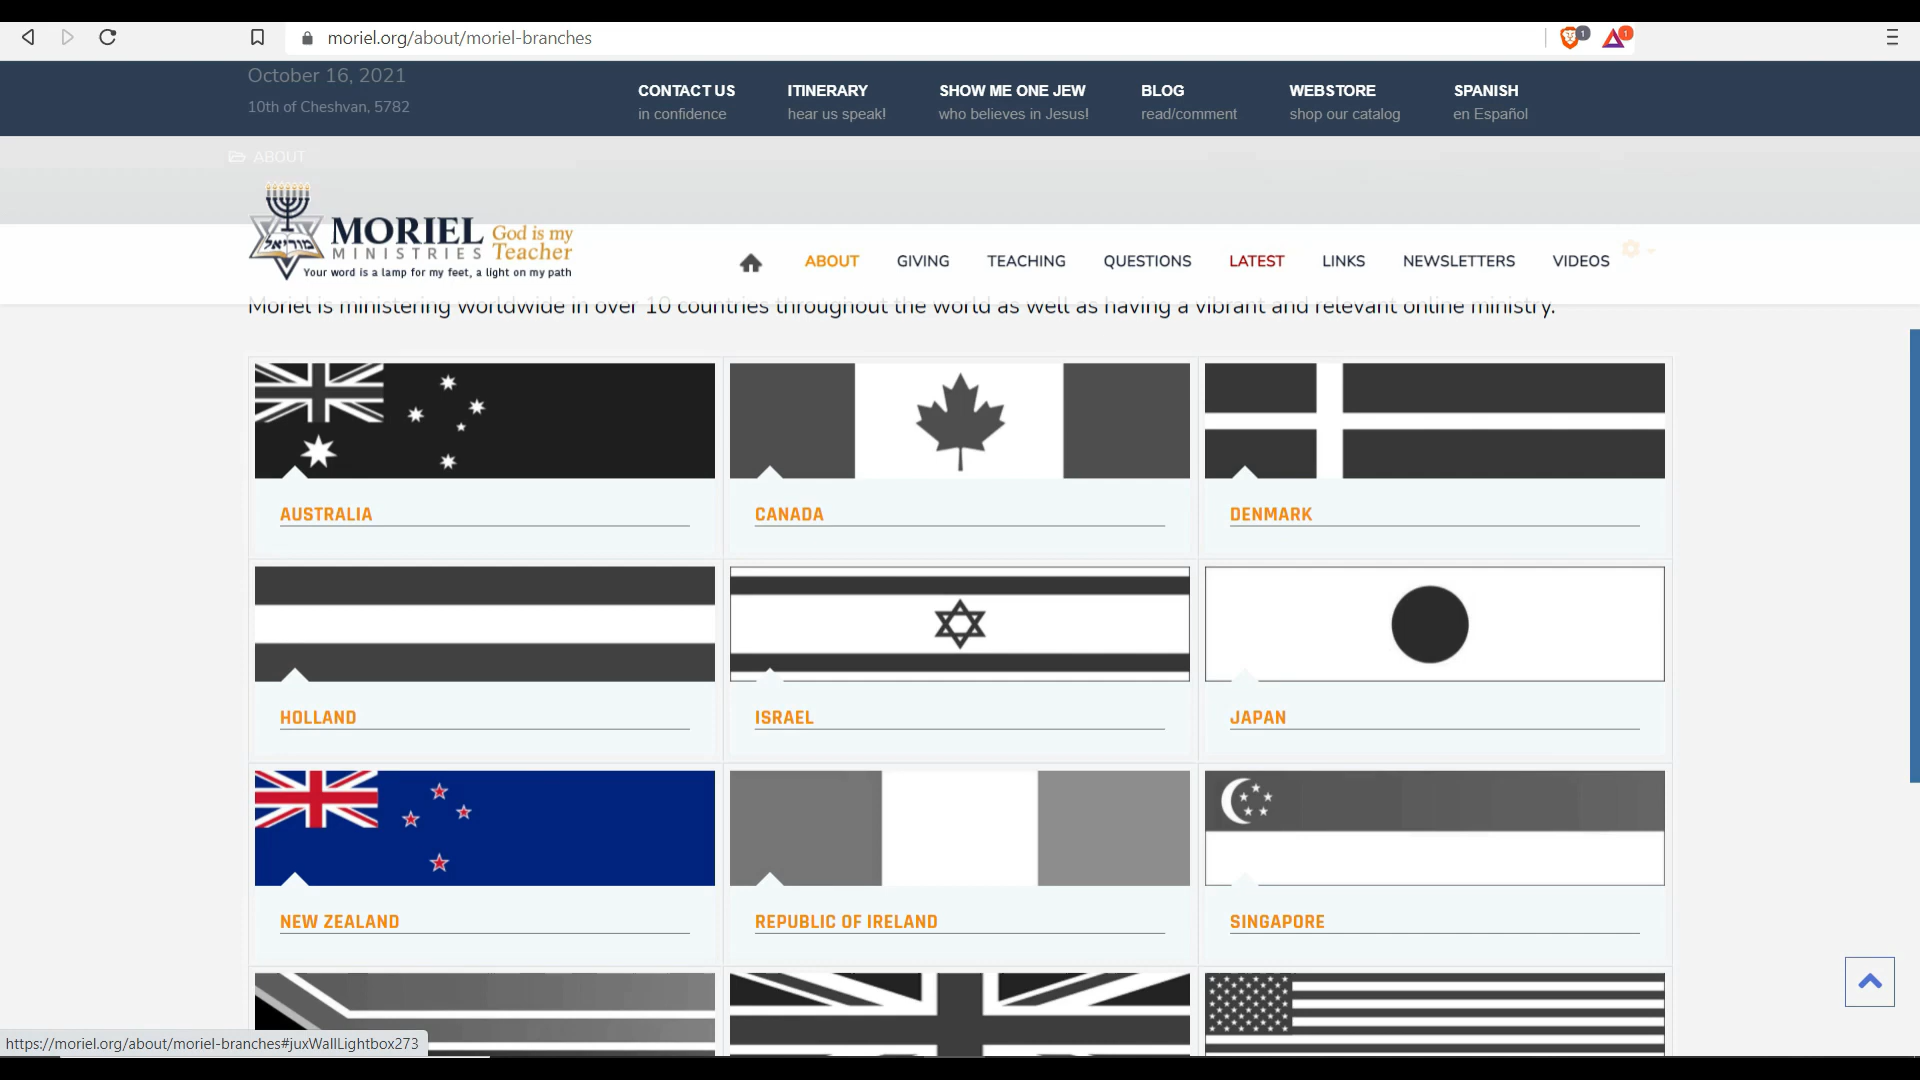 moriel.org/about/moriel-branches
1
1
October 16, 2021
10th of Cheshvan, 5782
CONTACT US
in confidence
ITINERARY
hear us speak!
SHOW ME ONE JEW
who believes in Jesus!
BLOG
read/comment
WEBSTORE
shop our catalog
SPANISH
en Español
ABOUT
מוריאל
MORIEL
MINISTRIES
God is my
Teacher
Your word is a lamp for my feet, a light on my path
ABOUT
GIVING
TEACHING
QUESTIONS
LATEST
LINKS
NEWSLETTERS
VIDEOS
Moriel is ministering worldwide in over 10 countries throughout the world as well as having a vibrant and relevant online ministry.
AUSTRALIA
CANADA
DENMARK
HOLLAND
ISRAEL
JAPAN
NEW ZEALAND
REPUBLIC OF IRELAND
SINGAPORE
https://moriel.org/about/moriel-branches#juxWallLightbox273